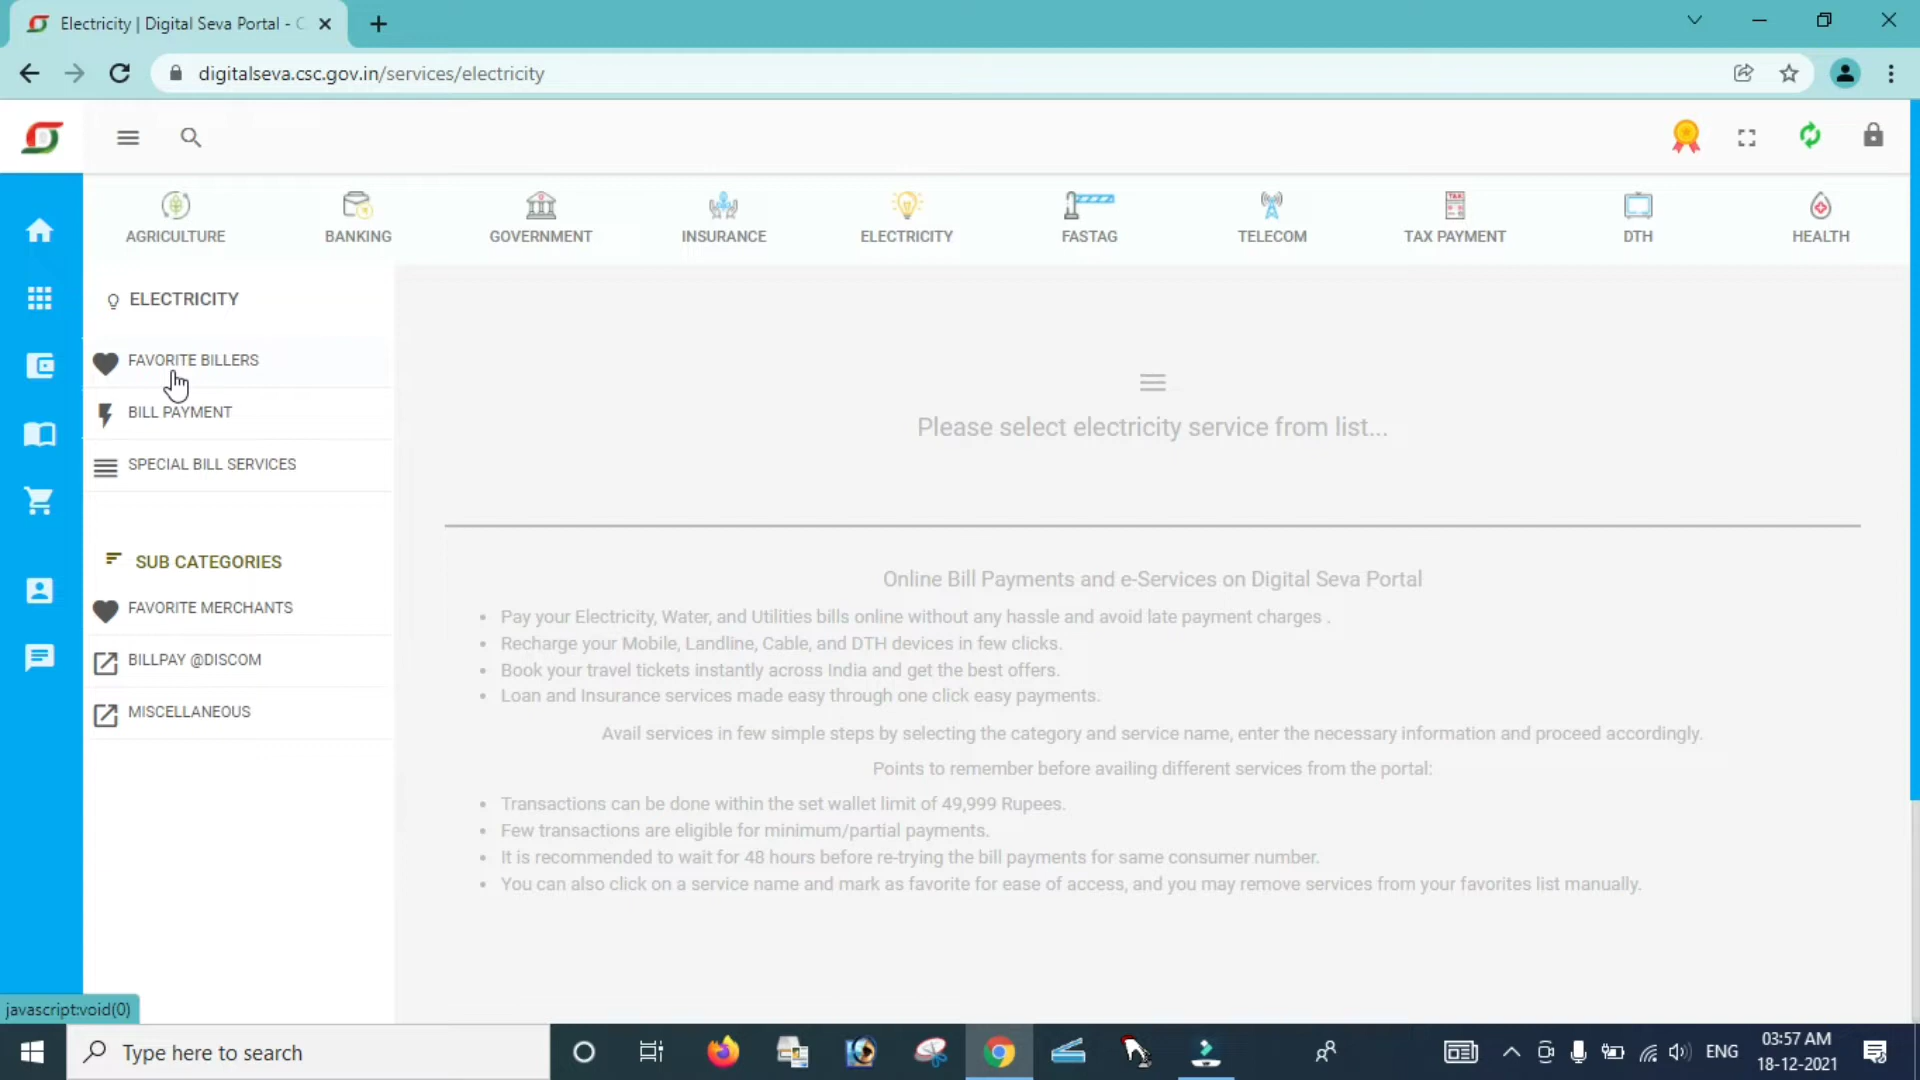 Electricity | Digital Seva Portal - C
digitalseva.csc.gov.in/services/electricity
AGRICULTURE
BANKING
GOVERNMENT
INSURANCE
ELECTRICITY
FASTAG
TELECOM
TAX PAYMENT
DTH
HEALTH
ELECTRICITY
FAVORITE BILLERS
BILL PAYMENT
SPECIAL BILL SERVICES
SUB CATEGORIES
FAVORITE MERCHANTS
BILLPAY @DISCOM
MISCELLANEOUS
Please select electricity service from list...
Online Bill Payments and e-Services on Digital Seva Portal
• Pay your Electricity, Water, and Utilities bills online without any hassle and avoid late payment charges .
• Recharge your Mobile, Landline, Cable, and DTH devices in few clicks.
• Book your travel tickets instantly across India and get the best offers.
• Loan and Insurance services made easy through one click easy payments.
Avail services in few simple steps by selecting the category and service name, enter the necessary information and proceed accordingly.
Points to remember before availing different services from the portal:
• Transactions can be done within the set wallet limit of 49,999 Rupees.
• Few transactions are eligible for minimum/partial payments.
• It is recommended to wait for 48 hours before re-trying the bill payments for same consumer number.
• You can also click on a service name and mark as favorite for ease of access, and you may remove services from your favorites list manually.
javascript:void(0)
Type here to search
ENG
03:57 AM
18-12-2021